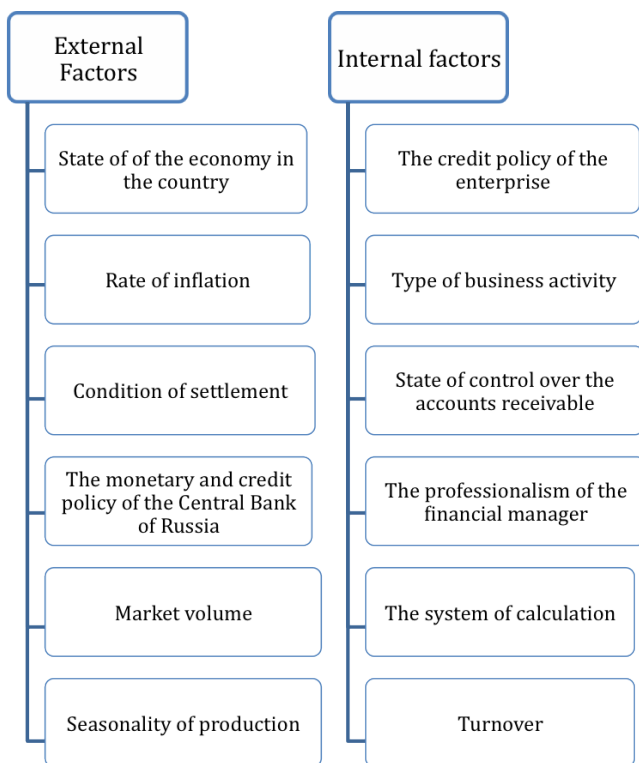 External
Factors
State of of the economy in
the country
Rate of inflation
Condition of settlement
The monetary and credit
policy of the Central Bank
of Russia
Market volume
Seasonality of production
Internal factors
The credit policy of the
enterprise
Type of business activity
State of control over the
accounts receivable
The professionalism of the
financial manager
The system of calculation
Turnover